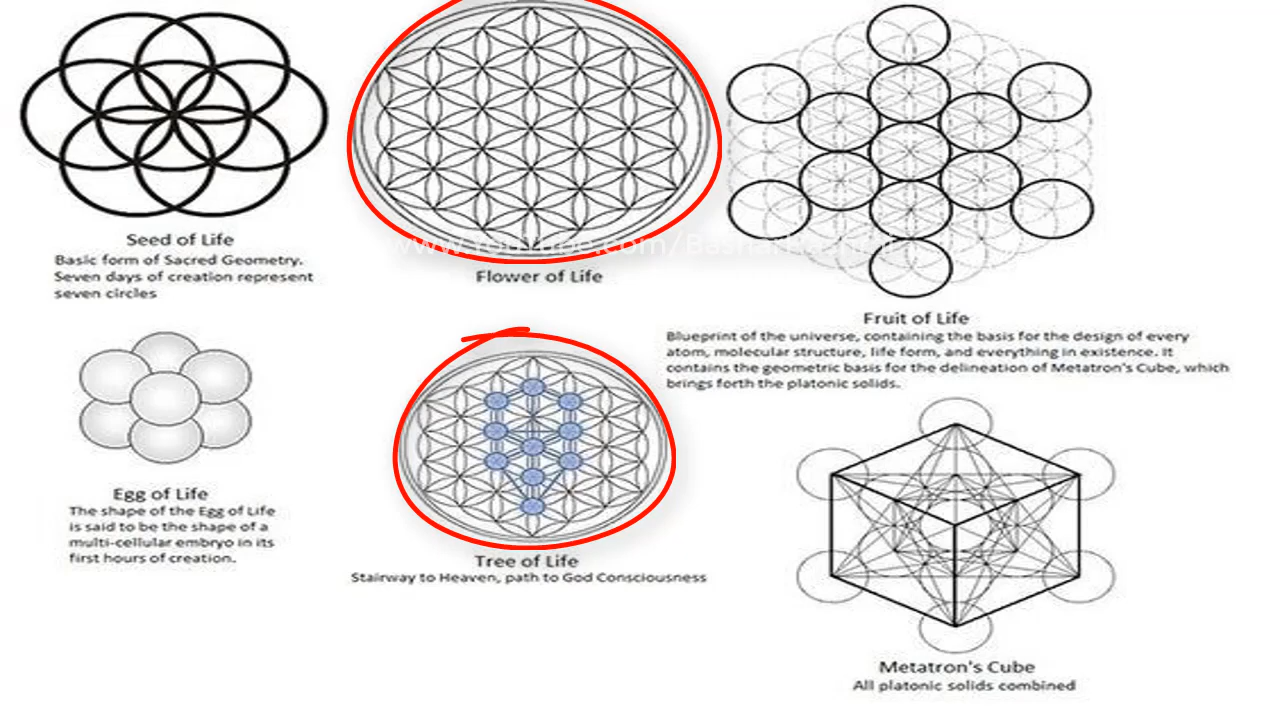 Seed of Life
Basic form of Sacred Geometry.
Seven days of creation represent
seven circles
Flower of Life
Fruit of Life
Blueprint of the universe, containing the basis for the design of every
atom, molecular structure, life form, and everything in existence. It
contains the geometric basis for the delineation of Metatron's Cube, which
brings forth the platonic solids.
Egg of Life
The shape of the Egg of Life
is said to be the shape of a
multi-cellular embryo in its
first hours of creation.
Tree of Life
Stairway to Heaven, path to God Consciousness
Metatron's Cube
All platonic solids combined